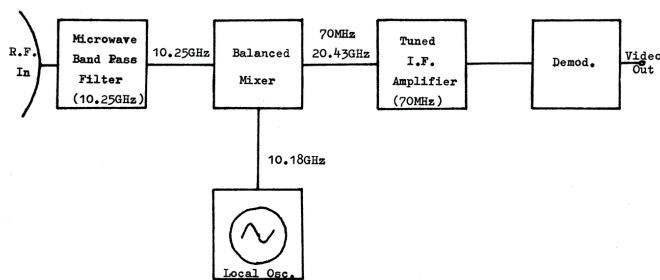 R.F.
In
Microwave
Band Pass
Filter
(10.25GHz)
10.25GHz
Balanced
Mixer
70MHz
20.43GHz
Tuned
I.F.
Amplifier
(70MHz)
Demod.
Video
Out
10.18GHz
Local Osc.